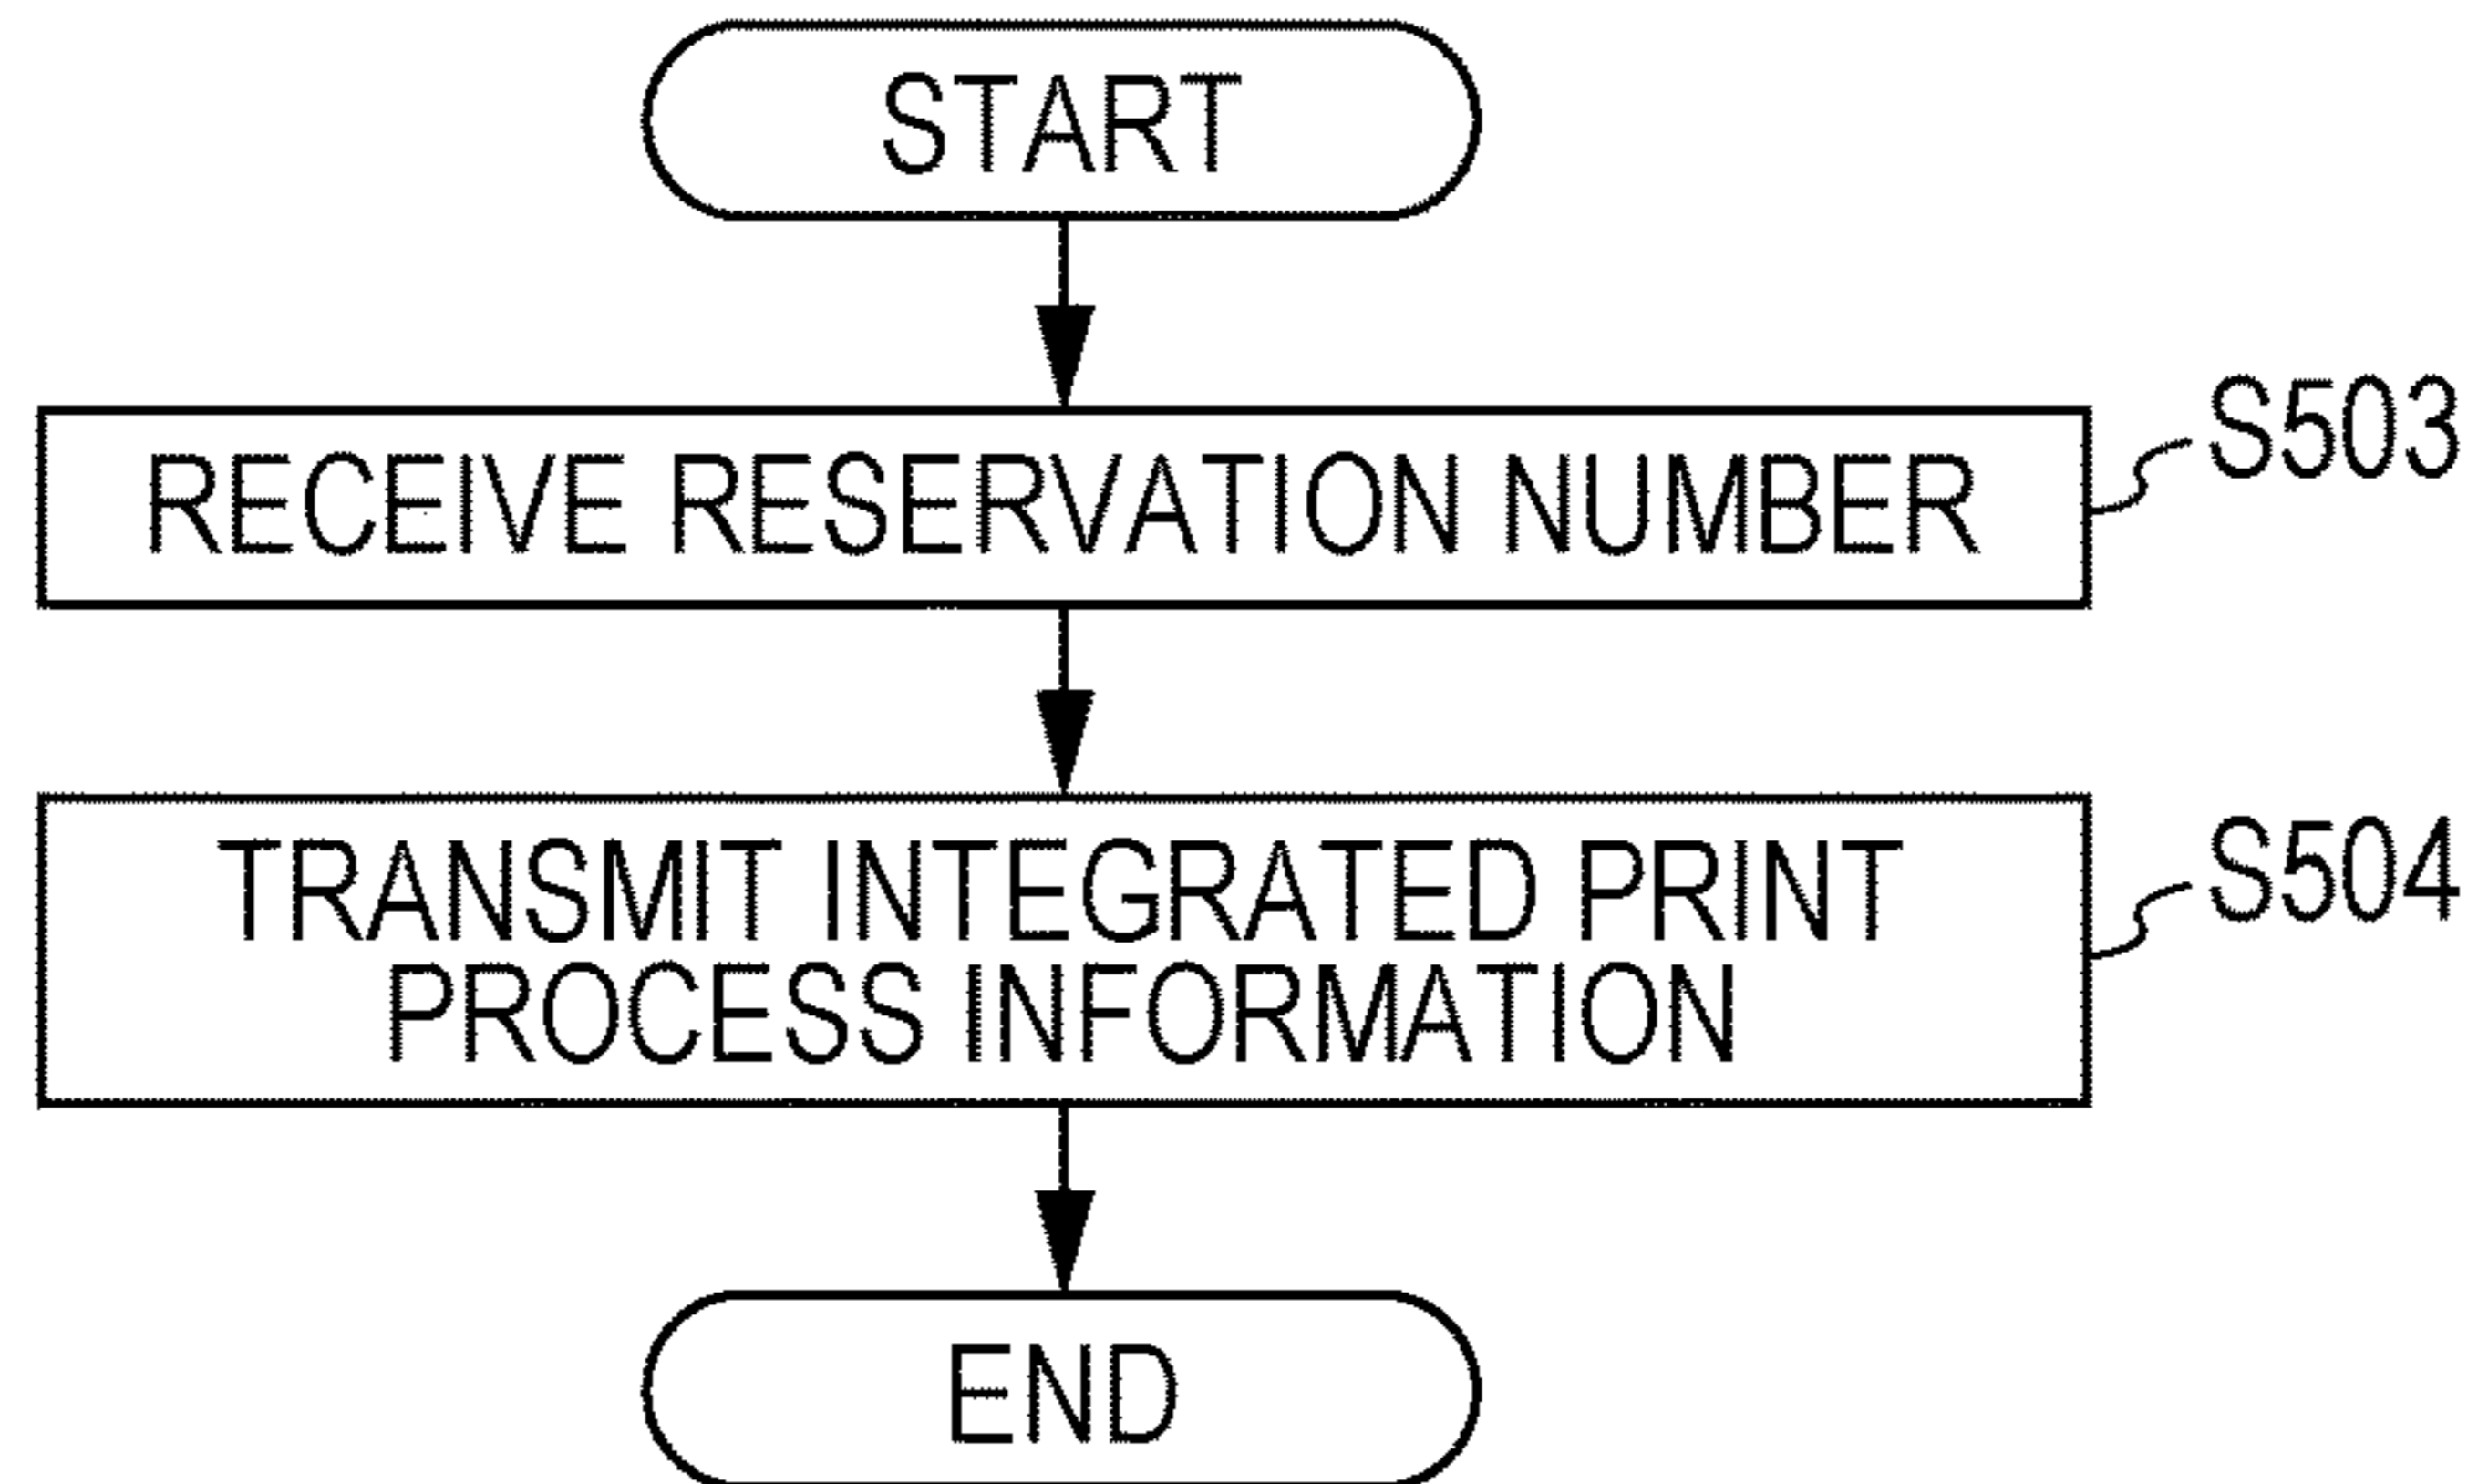 START
RECEIVE RESERVATION NUMBER
S503
TRANSMIT INTEGRATED PRINT
PROCESS INFORMATION
S504
END